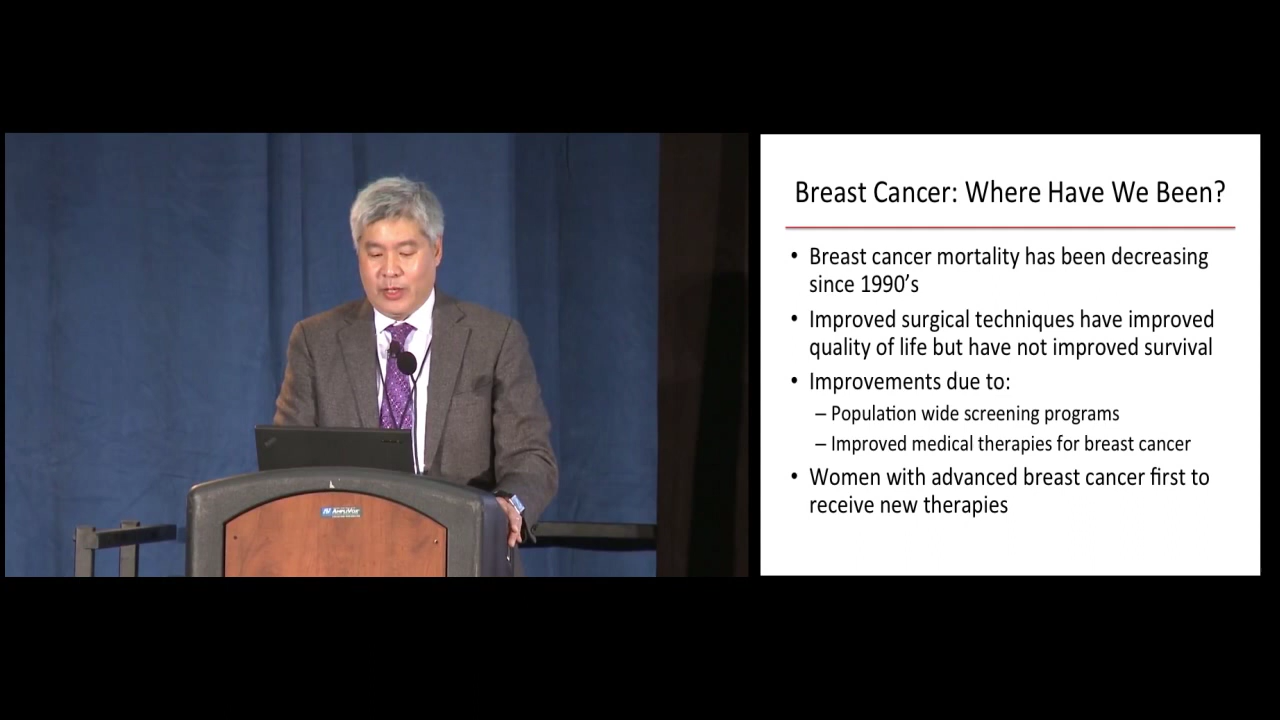 Breast Cancer: Where Have We Been?
• Breast cancer mortality has been decreasing
since 1990's
• Improved surgical techniques have improved
quality of life but have not improved survival
• Improvements due to:
– Population wide screening programs
– Improved medical therapies for breast cancer
• Women with advanced breast cancer first to
receive new therapies